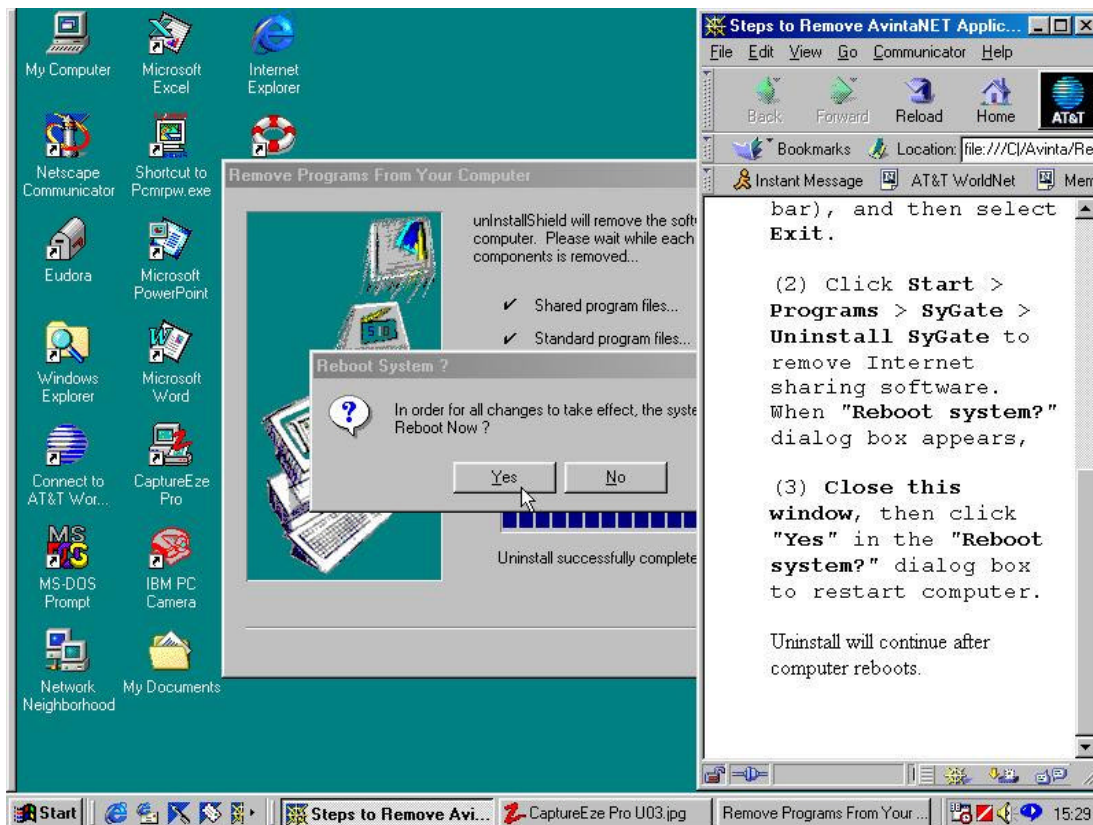 My Computer
Microsoft
Excel
Internet
Explorer
Netscape
Communicator
Shortcut to
Pcmrpw.exe
Eudora
Microsoft
PowerPoint
Windows
Explorer
Microsoft
Word
Connect to
AT&T Wor...
CaptureEze
Pro
MS-DOS
Prompt
IBM PC
Camera
Network
Neighborhood
My Documents
Remove Programs From Your Computer
unInstallShield will remove the soft
computer. Please wait while each
components is removed...
✔ Shared program files...
✔ Standard program files...
Reboot System ?
In order for all changes to take effect, the syste
Reboot Now ?
Yes
No
Uninstall successfully complete
Steps to Remove AvintaNET Applic...
File Edit View Go Communicator Help
Back Forward Reload Home AT&T
Bookmarks Location: file:///C|/Avinta/Re
Instant Message AT&T WorldNet Mem
bar), and then select
Exit.
(2) Click Start >
Programs > SyGate >
Uninstall SyGate to
remove Internet
sharing software.
When "Reboot system?"
dialog box appears,
(3) Close this
window, then click
"Yes" in the "Reboot
system?" dialog box
to restart computer.
Uninstall will continue after
computer reboots.
Start Steps to Remove Avi... CaptureEze Pro U03.jpg Remove Programs From Your ... 15:29